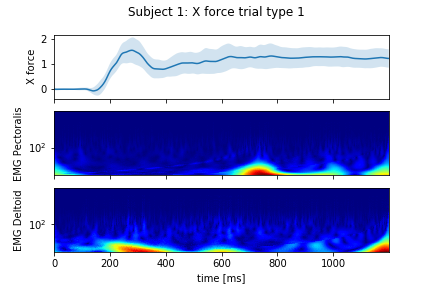 Subject 1: X force trial type 1
2
1
0
X force
10²
EMG Pectoralis
10²
EMG Deltoid
0 200 400 600 800 1000
time [ms]